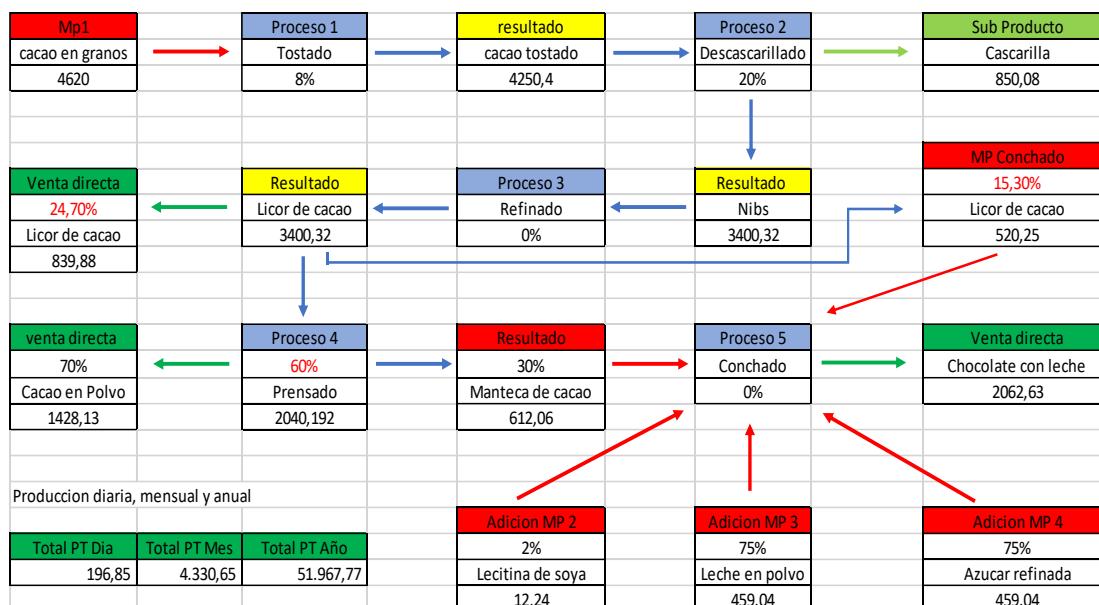 Mp1 Proceso 1 resultado Proceso 2 Sub Producto
cacao en granos Tostado cacao tostado Descascarillado Cascarilla
4620 8% 4250,4 20% 850,08
MP Conchado
Venta directa Resultado Proceso 3 Resultado 15,30%
24,70% Licor de cacao Refinado Nibs Licor de cacao
Licor de cacao 3400,32 0% 3400,32 520,25
839,88
venta directa Proceso 4 Resultado Proceso 5 Venta directa
70% 60% 30% Conchado Chocolate con leche
Cacao en Polvo Prensado Manteca de cacao 0% 2062,63
1428,13 2040,192 612,06
Produccion diaria, mensual y anual
Adicion MP 2 Adicion MP 3 Adicion MP 4
Total PT Dia Total PT Mes Total PT Año 2% 75% 75%
196,85 4.330,65 51.967,77 Lecitina de soya Leche en polvo Azucar refinada
12,24 459,04 459,04